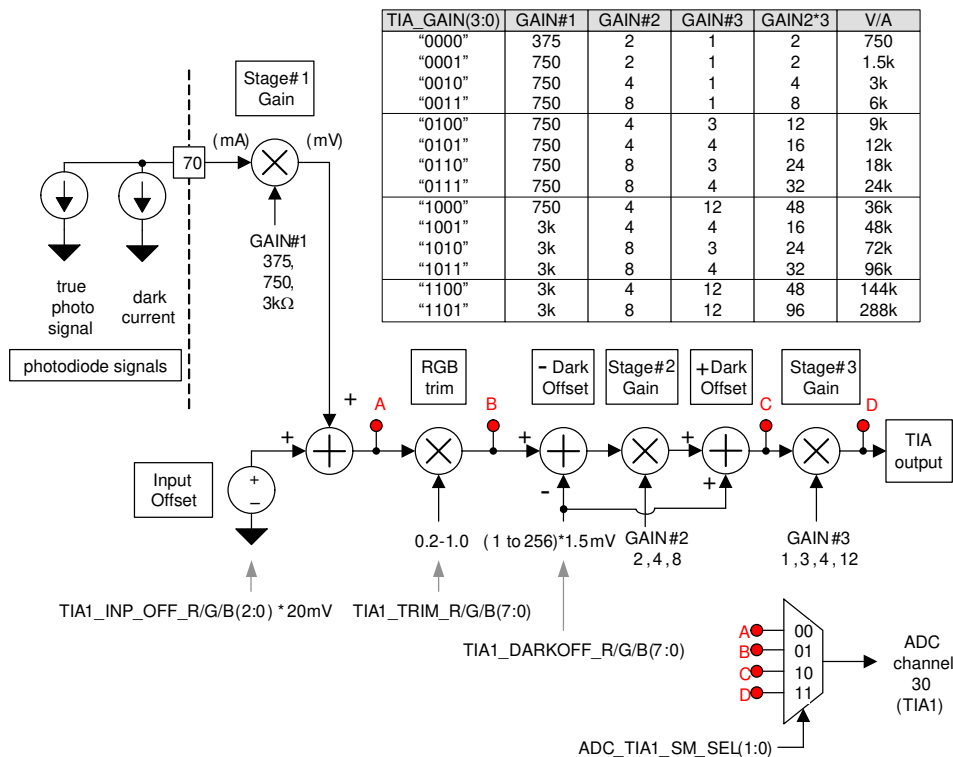 TIA_GAIN(3:0) GAIN#1 GAIN#2 GAIN#3 GAIN2*3 V/A
“0000” 375 2 1 2 750
“0001” 750 2 1 2 1.5k
“0010” 750 4 1 4 3k
“0011” 750 8 1 8 6k
“0100” 750 4 3 12 9k
“0101” 750 4 4 16 12k
“0110” 750 8 3 24 18k
“0111” 750 8 4 32 24k
“1000” 750 4 12 48 36k
“1001” 3k 4 4 16 48k
“1010” 3k 8 3 24 72k
“1011” 3k 8 4 32 96k
“1100” 3k 4 12 48 144k
“1101” 3k 8 12 96 288k
Stage#1
Gain
(mA)
(mV)
70
GAIN#1
375,
750,
3kΩ
true
photo
signal
dark
current
photodiode signals
RGB
trim
- Dark
Offset
Stage#2
Gain
+Dark
Offset
Stage#3
Gain
A
B
C
D
+
+
+
-
+
+
TIA
output
Input
Offset
+
−
0.2-1.0
(1 to 256)*1.5mV
GAIN#2
2,4,8
GAIN#3
1,3,4,12
TIA1_INP_OFF_R/G/B(2:0) *20mV
TIA1_TRIM_R/G/B(7:0)
TIA1_DARKOFF_R/G/B(7:0)
A 00
B 01
C 10
D 11
ADC
channel
30
(TIA1)
ADC_TIA1_SM_SEL(1:0)